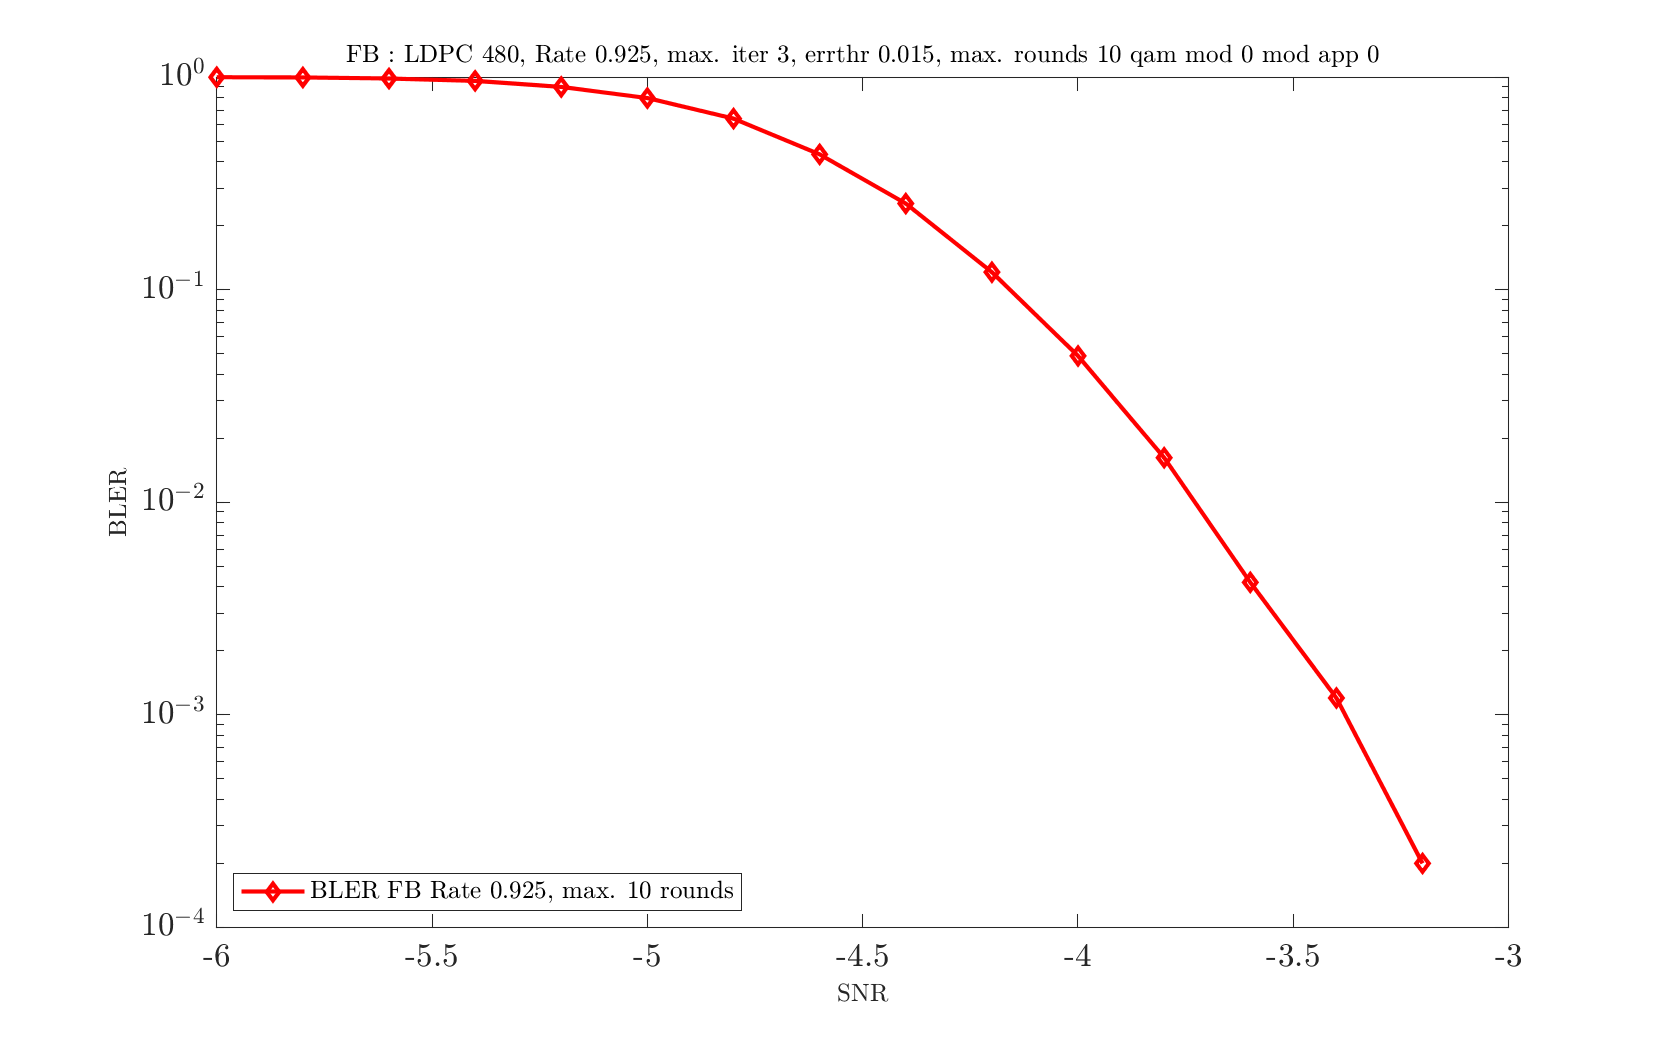 FB : LDPC 480, Rate 0.925, max. iter 3, errthr 0.015, max. rounds 10 qam mod 0 mod app 0
10^0
10^-1
10^-2
10^-3
10^-4
BLER
BLER FB Rate 0.925, max. 10 rounds
-6 -5.5 -5 -4.5 -4 -3.5 -3
SNR